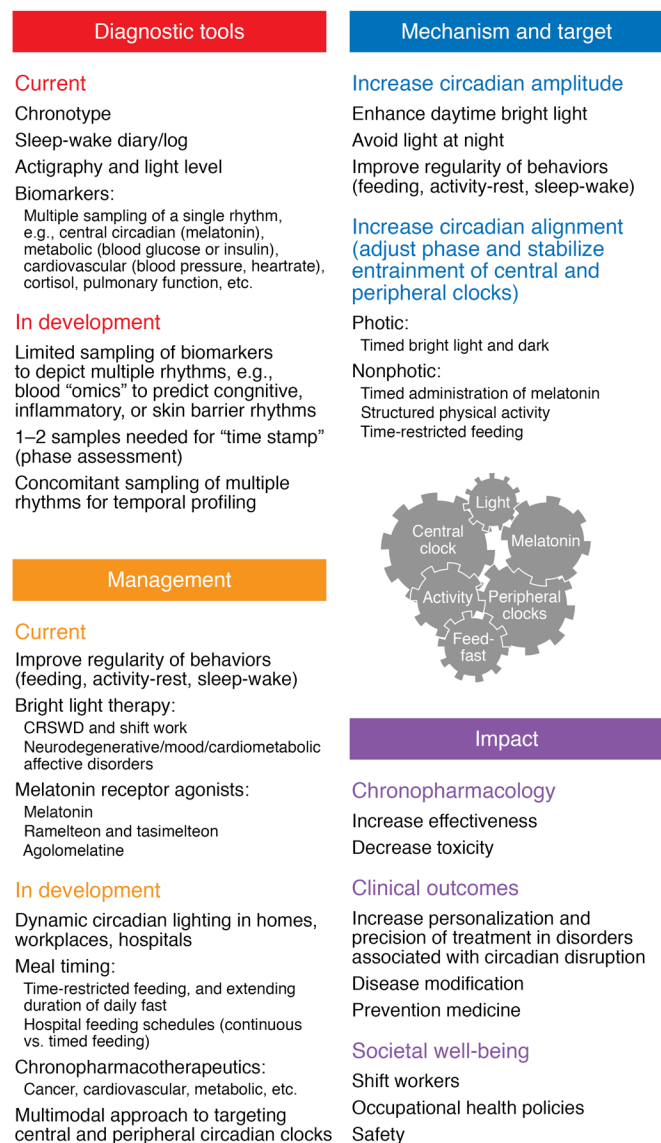 Diagnostic tools
Current
Chronotype
Sleep-wake diary/log
Actigraphy and light level
Biomarkers:
Multiple sampling of a single rhythm,
e.g., central circadian (melatonin),
metabolic (blood glucose or insulin),
cardiovascular (blood pressure, heartrate),
cortisol, pulmonary function, etc.
In development
Limited sampling of biomarkers
to depict multiple rhythms, e.g.,
blood “omics” to predict congnitive,
inflammatory, or skin barrier rhythms
1–2 samples needed for “time stamp”
(phase assessment)
Concomitant sampling of multiple
rhythms for temporal profiling
Management
Current
Improve regularity of behaviors
(feeding, activity-rest, sleep-wake)
Bright light therapy:
CRSWD and shift work
Neurodegenerative/mood/cardiometabolic
affective disorders
Melatonin receptor agonists:
Melatonin
Ramelteon and tasimelteon
Agolomelatine
In development
Dynamic circadian lighting in homes,
workplaces, hospitals
Meal timing:
Time-restricted feeding, and extending
duration of daily fast
Hospital feeding schedules (continuous
vs. timed feeding)
Chronopharmacotherapeutics:
Cancer, cardiovascular, metabolic, etc.
Multimodal approach to targeting
central and peripheral circadian clocks
Mechanism and target
Increase circadian amplitude
Enhance daytime bright light
Avoid light at night
Improve regularity of behaviors
(feeding, activity-rest, sleep-wake)
Increase circadian alignment
(adjust phase and stabilize
entrainment of central and
peripheral clocks)
Photic:
Timed bright light and dark
Nonphotic:
Timed administration of melatonin
Structured physical activity
Time-restricted feeding
Light
Central
clock
Melatonin
Activity
Peripheral
clocks
Feed-
fast
Impact
Chronopharmacology
Increase effectiveness
Decrease toxicity
Clinical outcomes
Increase personalization and
precision of treatment in disorders
associated with circadian disruption
Disease modification
Prevention medicine
Societal well-being
Shift workers
Occupational health policies
Safety